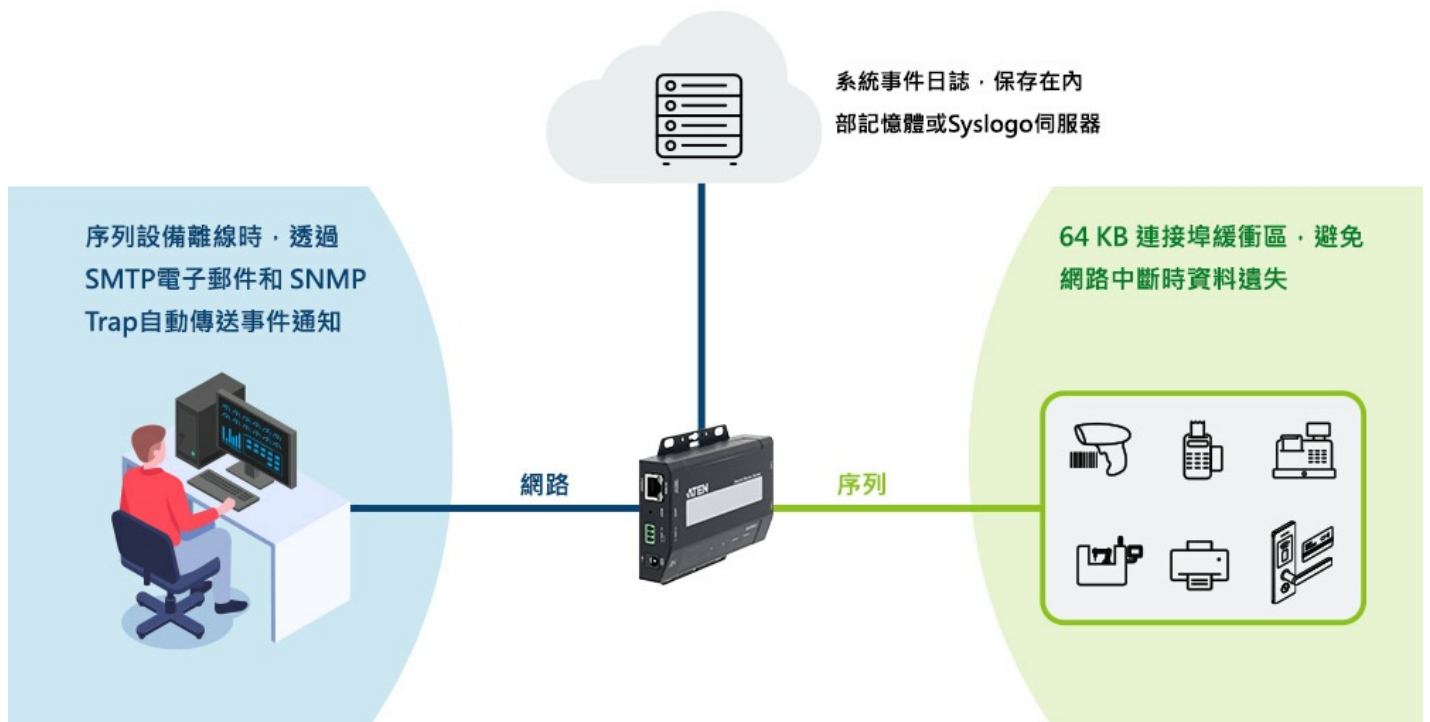 系統事件日誌，保存在內
部記憶體或Syslogo伺服器
序列設備離線時，透過
SMTP電子郵件和 SNMP
Trap自動傳送事件通知
64 KB 連接埠緩衝區，避免
網路中斷時資料遺失
網路
ATEN
序列